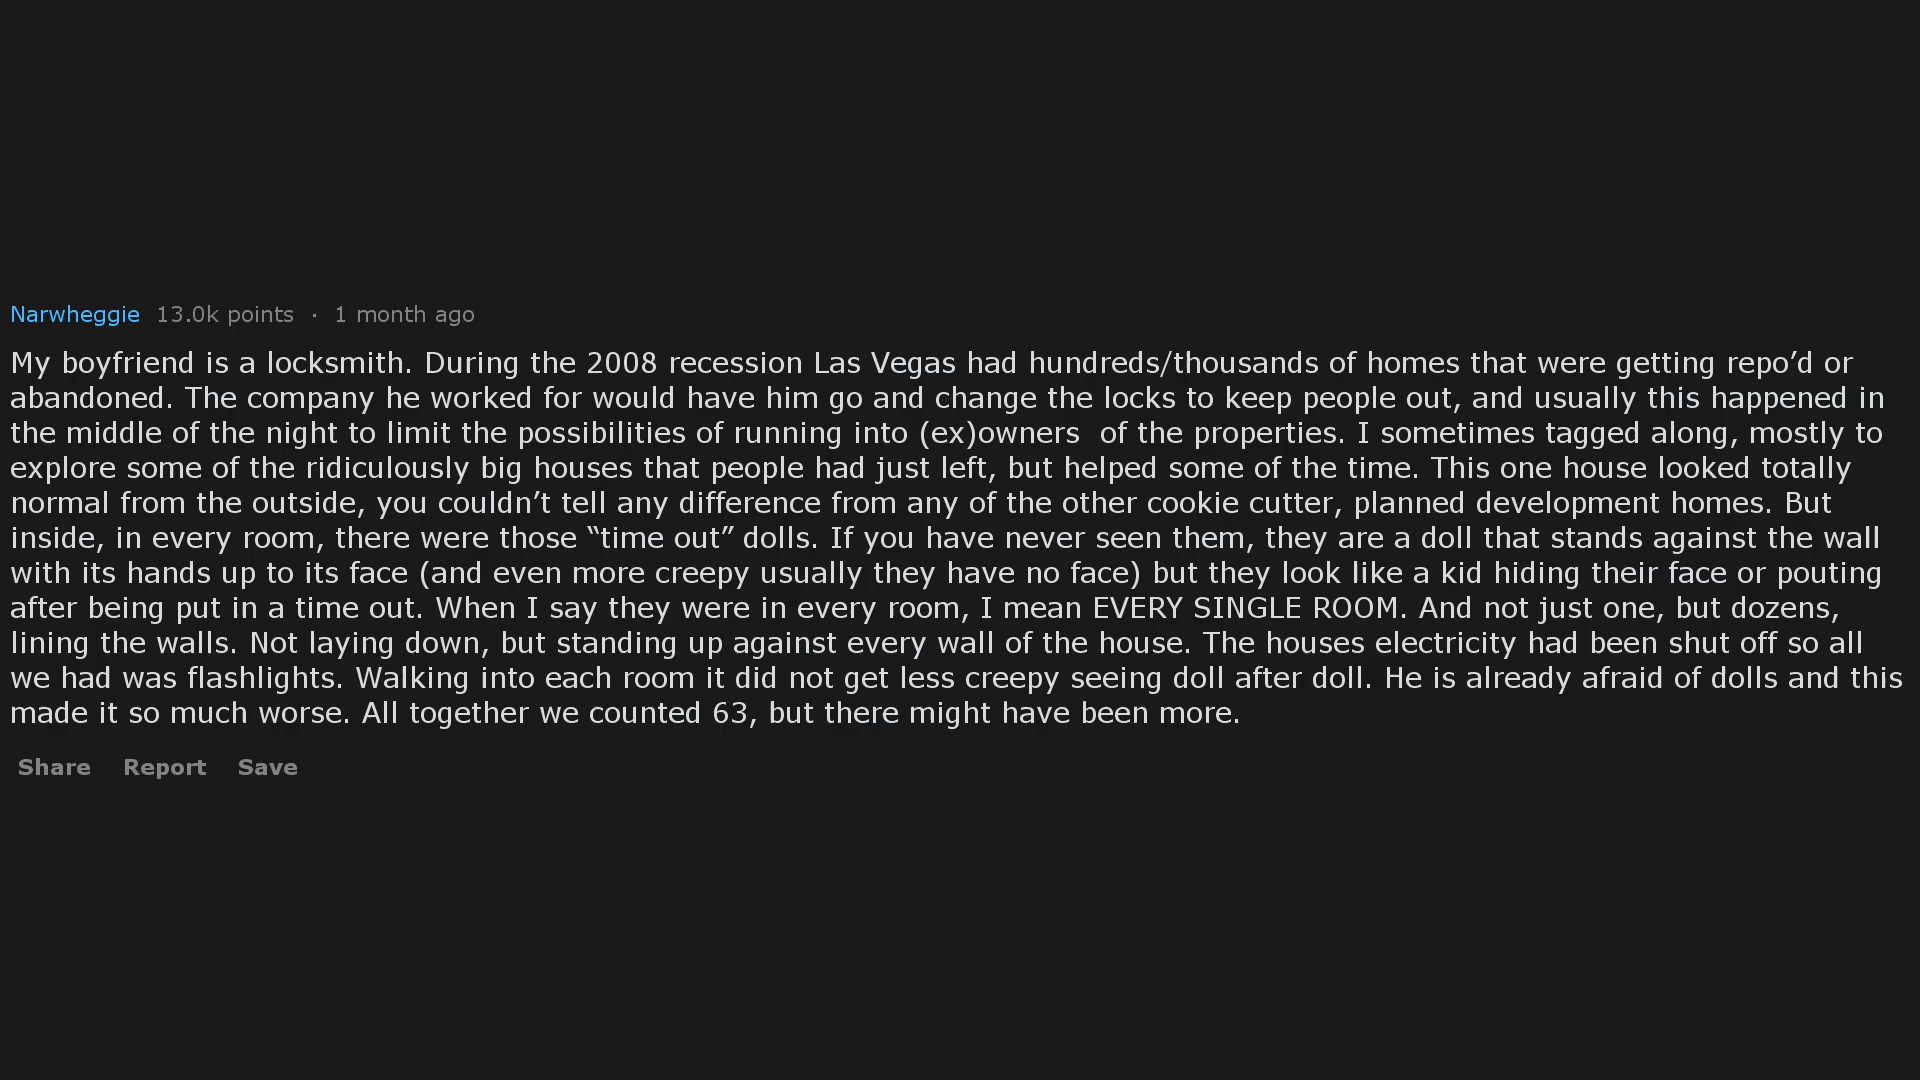 Narwheggie 13.0k points · 1 month ago
My boyfriend is a locksmith. During the 2008 recession Las Vegas had hundreds/thousands of homes that were getting repo’d or
abandoned. The company he worked for would have him go and change the locks to keep people out, and usually this happened in
the middle of the night to limit the possibilities of running into (ex)owners  of the properties. I sometimes tagged along, mostly to
explore some of the ridiculously big houses that people had just left, but helped some of the time. This one house looked totally
normal from the outside, you couldn’t tell any difference from any of the other cookie cutter, planned development homes. But
inside, in every room, there were those “time out” dolls. If you have never seen them, they are a doll that stands against the wall
with its hands up to its face (and even more creepy usually they have no face) but they look like a kid hiding their face or pouting
after being put in a time out. When I say they were in every room, I mean EVERY SINGLE ROOM. And not just one, but dozens,
lining the walls. Not laying down, but standing up against every wall of the house. The houses electricity had been shut off so all
we had was flashlights. Walking into each room it did not get less creepy seeing doll after doll. He is already afraid of dolls and this
made it so much worse. All together we counted 63, but there might have been more.
Share Report Save